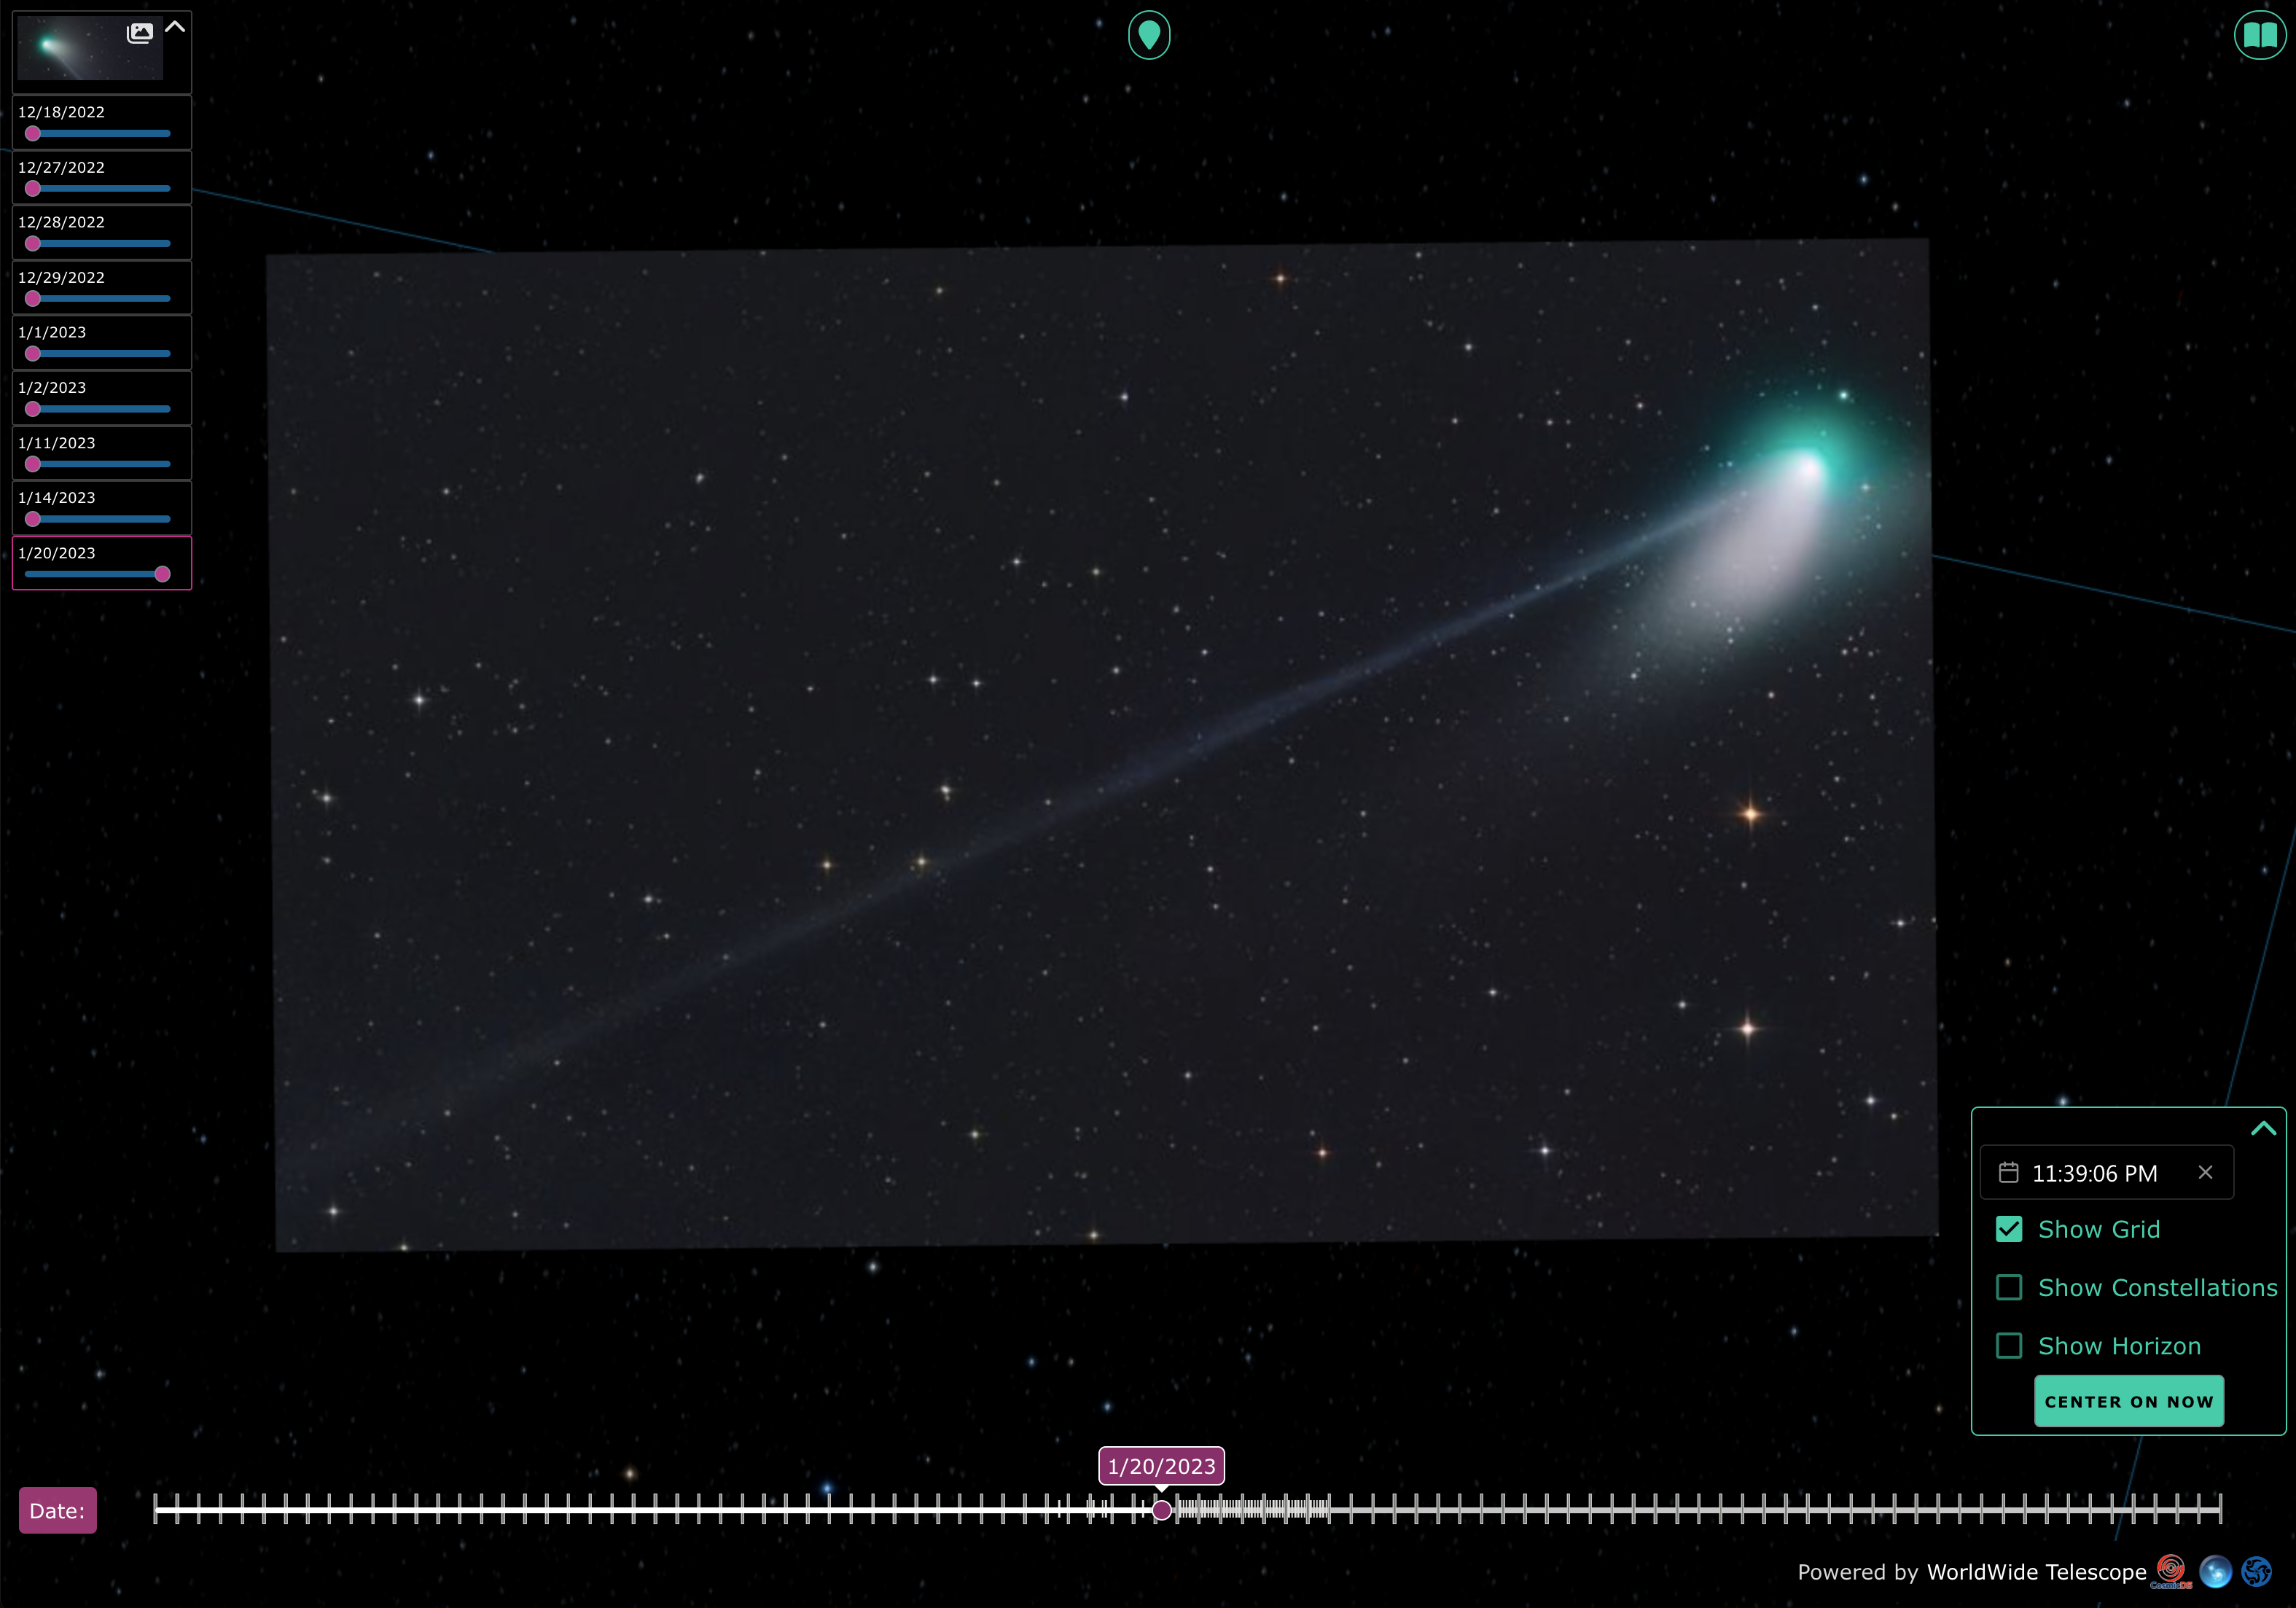 12/18/2022
12/27/2022
12/28/2022
12/29/2022
1/1/2023
1/2/2023
1/11/2023
1/14/2023
1/20/2023
11:39:06 PM
Show Grid
Show Constellations
Show Horizon
CENTER ON NOW
1/20/2023
Date:
Powered by WorldWide Telescope
CosmicDS